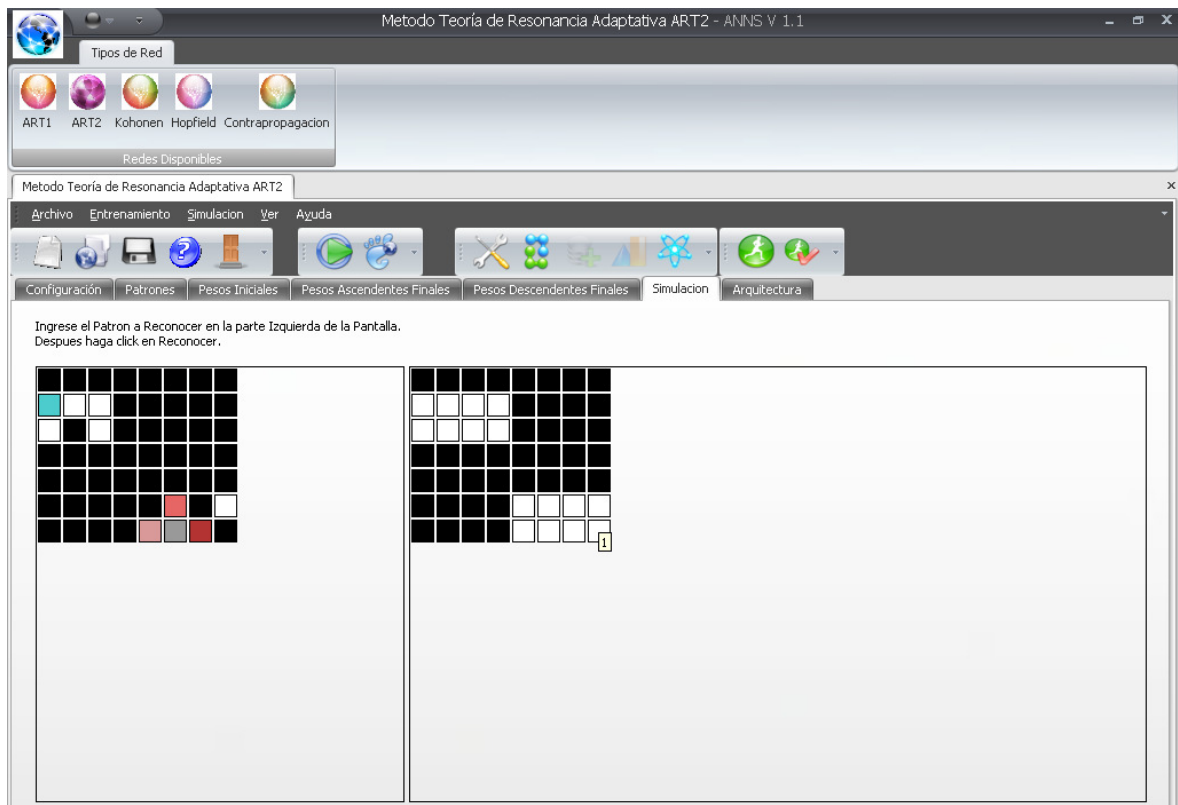 Metodo Teoría de Resonancia Adaptativa ART2 - ANNS V 1.1
Tipos de Red
ART1 ART2 Kohonen Hopfield Contrapropagacion
Redes Disponibles
Metodo Teoría de Resonancia Adaptativa ART2
Archivo Entrenamiento Simulacion Ver Ayuda
Configuración Patrones Pesos Iniciales Pesos Ascendentes Finales Pesos Descendentes Finales Simulacion Arquitectura
Ingrese el Patron a Reconocer en la parte Izquierda de la Pantalla.
Despues haga click en Reconocer.
1